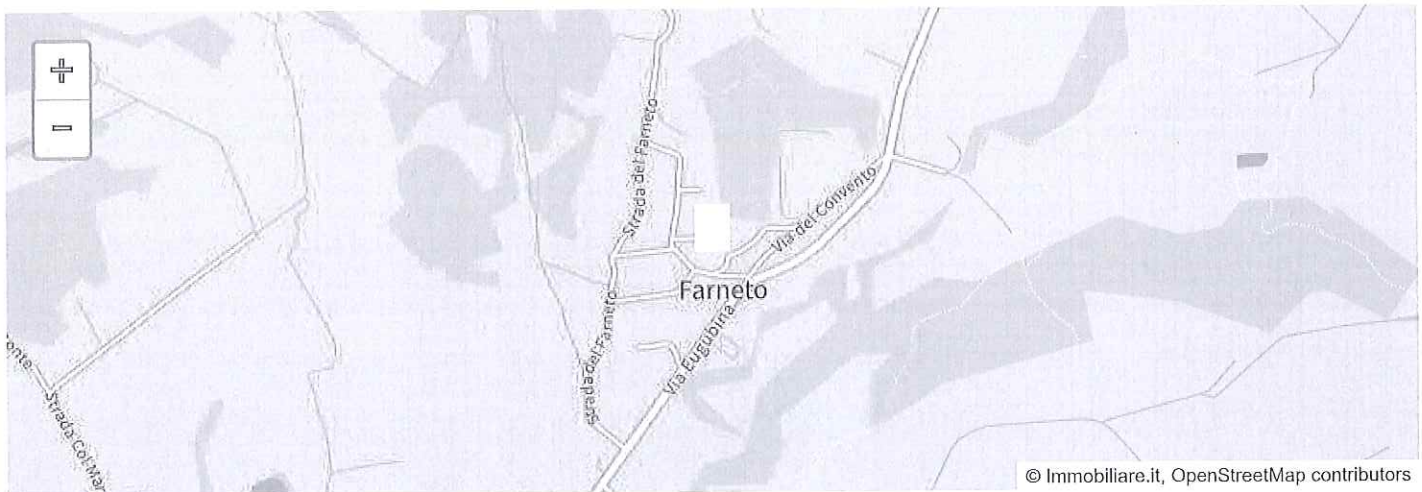 +
−
Strada del Farneto
Via del Convento
Farneto
Strada del Farneto
Via Eugubina
onte
Strada Col Mar
© Immobiliare.it, OpenStreetMap contributors